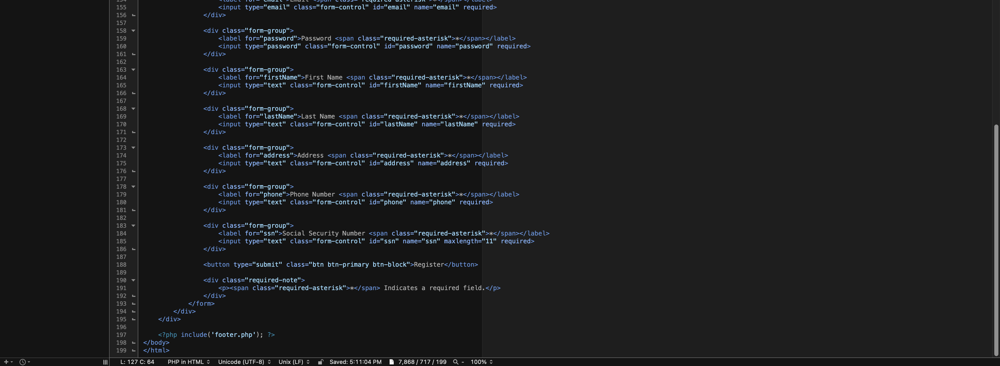 154 <label for="email">Email <span class="required-asterisk">*</span></label>
155 <input type="email" class="form-control" id="email" name="email" required>
156 </div>
157
158 <div class="form-group">
159 <label for="password">Password <span class="required-asterisk">*</span></label>
160 <input type="password" class="form-control" id="password" name="password" required>
161 </div>
162
163 <div class="form-group">
164 <label for="firstName">First Name <span class="required-asterisk">*</span></label>
165 <input type="text" class="form-control" id="firstName" name="firstName" required>
166 </div>
167
168 <div class="form-group">
169 <label for="lastName">Last Name <span class="required-asterisk">*</span></label>
170 <input type="text" class="form-control" id="lastName" name="lastName" required>
171 </div>
172
173 <div class="form-group">
174 <label for="address">Address <span class="required-asterisk">*</span></label>
175 <input type="text" class="form-control" id="address" name="address" required>
176 </div>
177
178 <div class="form-group">
179 <label for="phone">Phone Number <span class="required-asterisk">*</span></label>
180 <input type="text" class="form-control" id="phone" name="phone" required>
181 </div>
182
183 <div class="form-group">
184 <label for="ssn">Social Security Number <span class="required-asterisk">*</span></label>
185 <input type="text" class="form-control" id="ssn" name="ssn" maxlength="11" required>
186 </div>
187
188 <button type="submit" class="btn btn-primary btn-block">Register</button>
189
190 <div class="required-note">
191 <p><span class="required-asterisk">*</span> Indicates a required field.</p>
192 </div>
193 </form>
194 </div>
195 </div>
196
197 <?php include('footer.php'); ?>
198 </body>
199 </html>
L: 127 C: 64 PHP in HTML Unicode (UTF-8) Unix (LF) Saved: 5:11:04 PM 7,868 / 717 / 199 - 100%